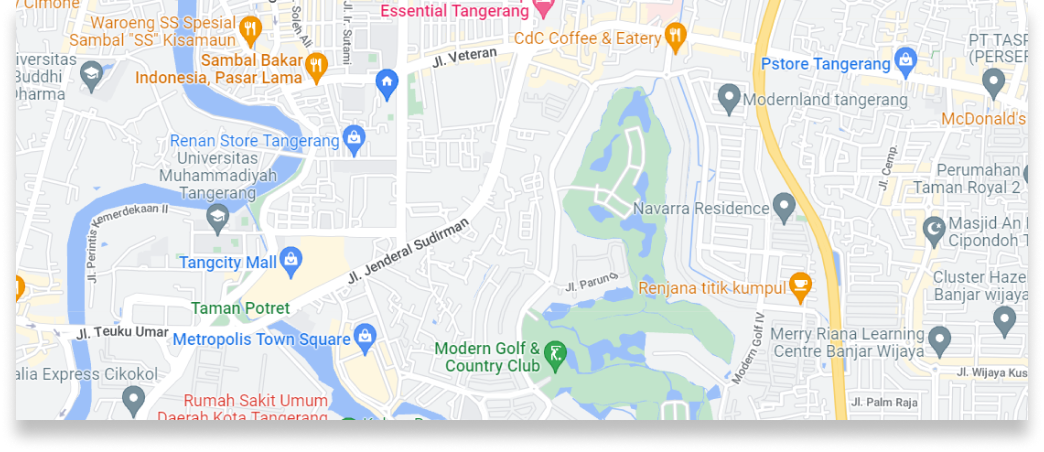 Cimone
Essential Tangerang
Waroeng SS Spesial
Sambal "SS" Kisamaun
Jl. Soleh Ali
Jl. Ir. Sutami
CdC Coffee & Eatery
PT TASP
(PERSER
iversitas
Buddhi
Dharma
Sambal Bakar
Indonesia, Pasar Lama
Jl. Veteran
Pstore Tangerang
Modernland tangerang
McDonald's
Renan Store Tangerang
Universitas
Muhammadiyah
Tangerang
Jl. Cemp.
Perumahan
Taman Royal 2
Jl. Perintis Kemerdekaan II
Navarra Residence
Masjid An
Cipondoh T
Jl. Jenderal Sudirman
Tangcity Mall
Jl. Parung
Renjana titik kumpul
Cluster Haze
Banjar wijaya
Taman Potret
Jl. Teuku Umar
Metropolis Town Square
Modern Golf &
Country Club
Modern Golf IV
Merry Riana Learning
Centre Banjar Wijaya
alia Express Cikokol
Jl. Wijaya Kus
Rumah Sakit Umum
Daerah Kota Tangerang
Jl. Palm Raja